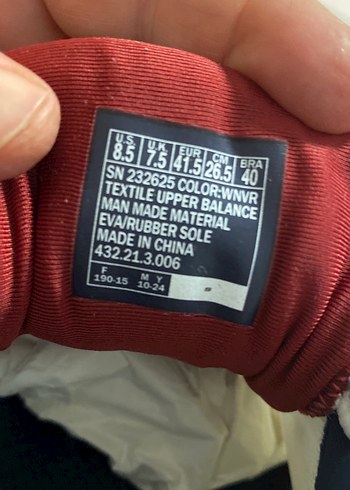 U.S. U.K. EUR CM BRA
8.5 7.5 41.5 26.5 40
SN 232625 COLOR:WNVR
TEXTILE UPPER BALANCE
MAN MADE MATERIAL
EVA/RUBBER SOLE
MADE IN CHINA
432.21.3.006
F M Y
190-15 10-24